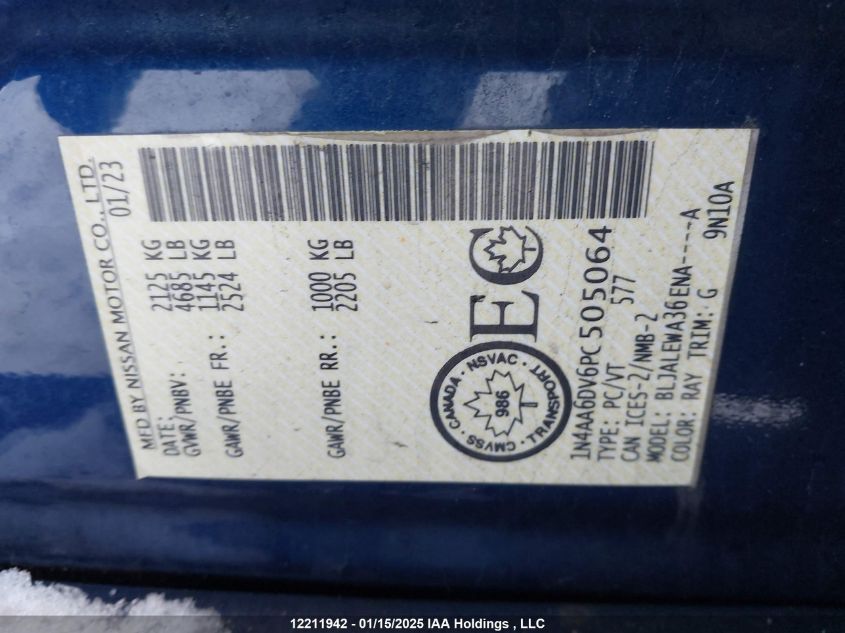 MFD BY NISSAN MOTOR CO., LTD.
DATE: 01/23
GVWR/PNBV: 2125 KG
4685 LB
GAWR/PNBE FR.: 1145 KG
2524 LB
GAWR/PNBE RR.: 1000 KG
2205 LB
CANADA · NSVAC · TRANSPORT · CMVSS ·
986
EC
1N4AA6DV6PC505064
TYPE: PC/VT 577
CAN ICES-2/NMB-2
MODEL: BLJALEWA36ENA----A
COLOR: RAY TRIM: G 9N10A
12211942 - 01/15/2025 IAA Holdings , LLC